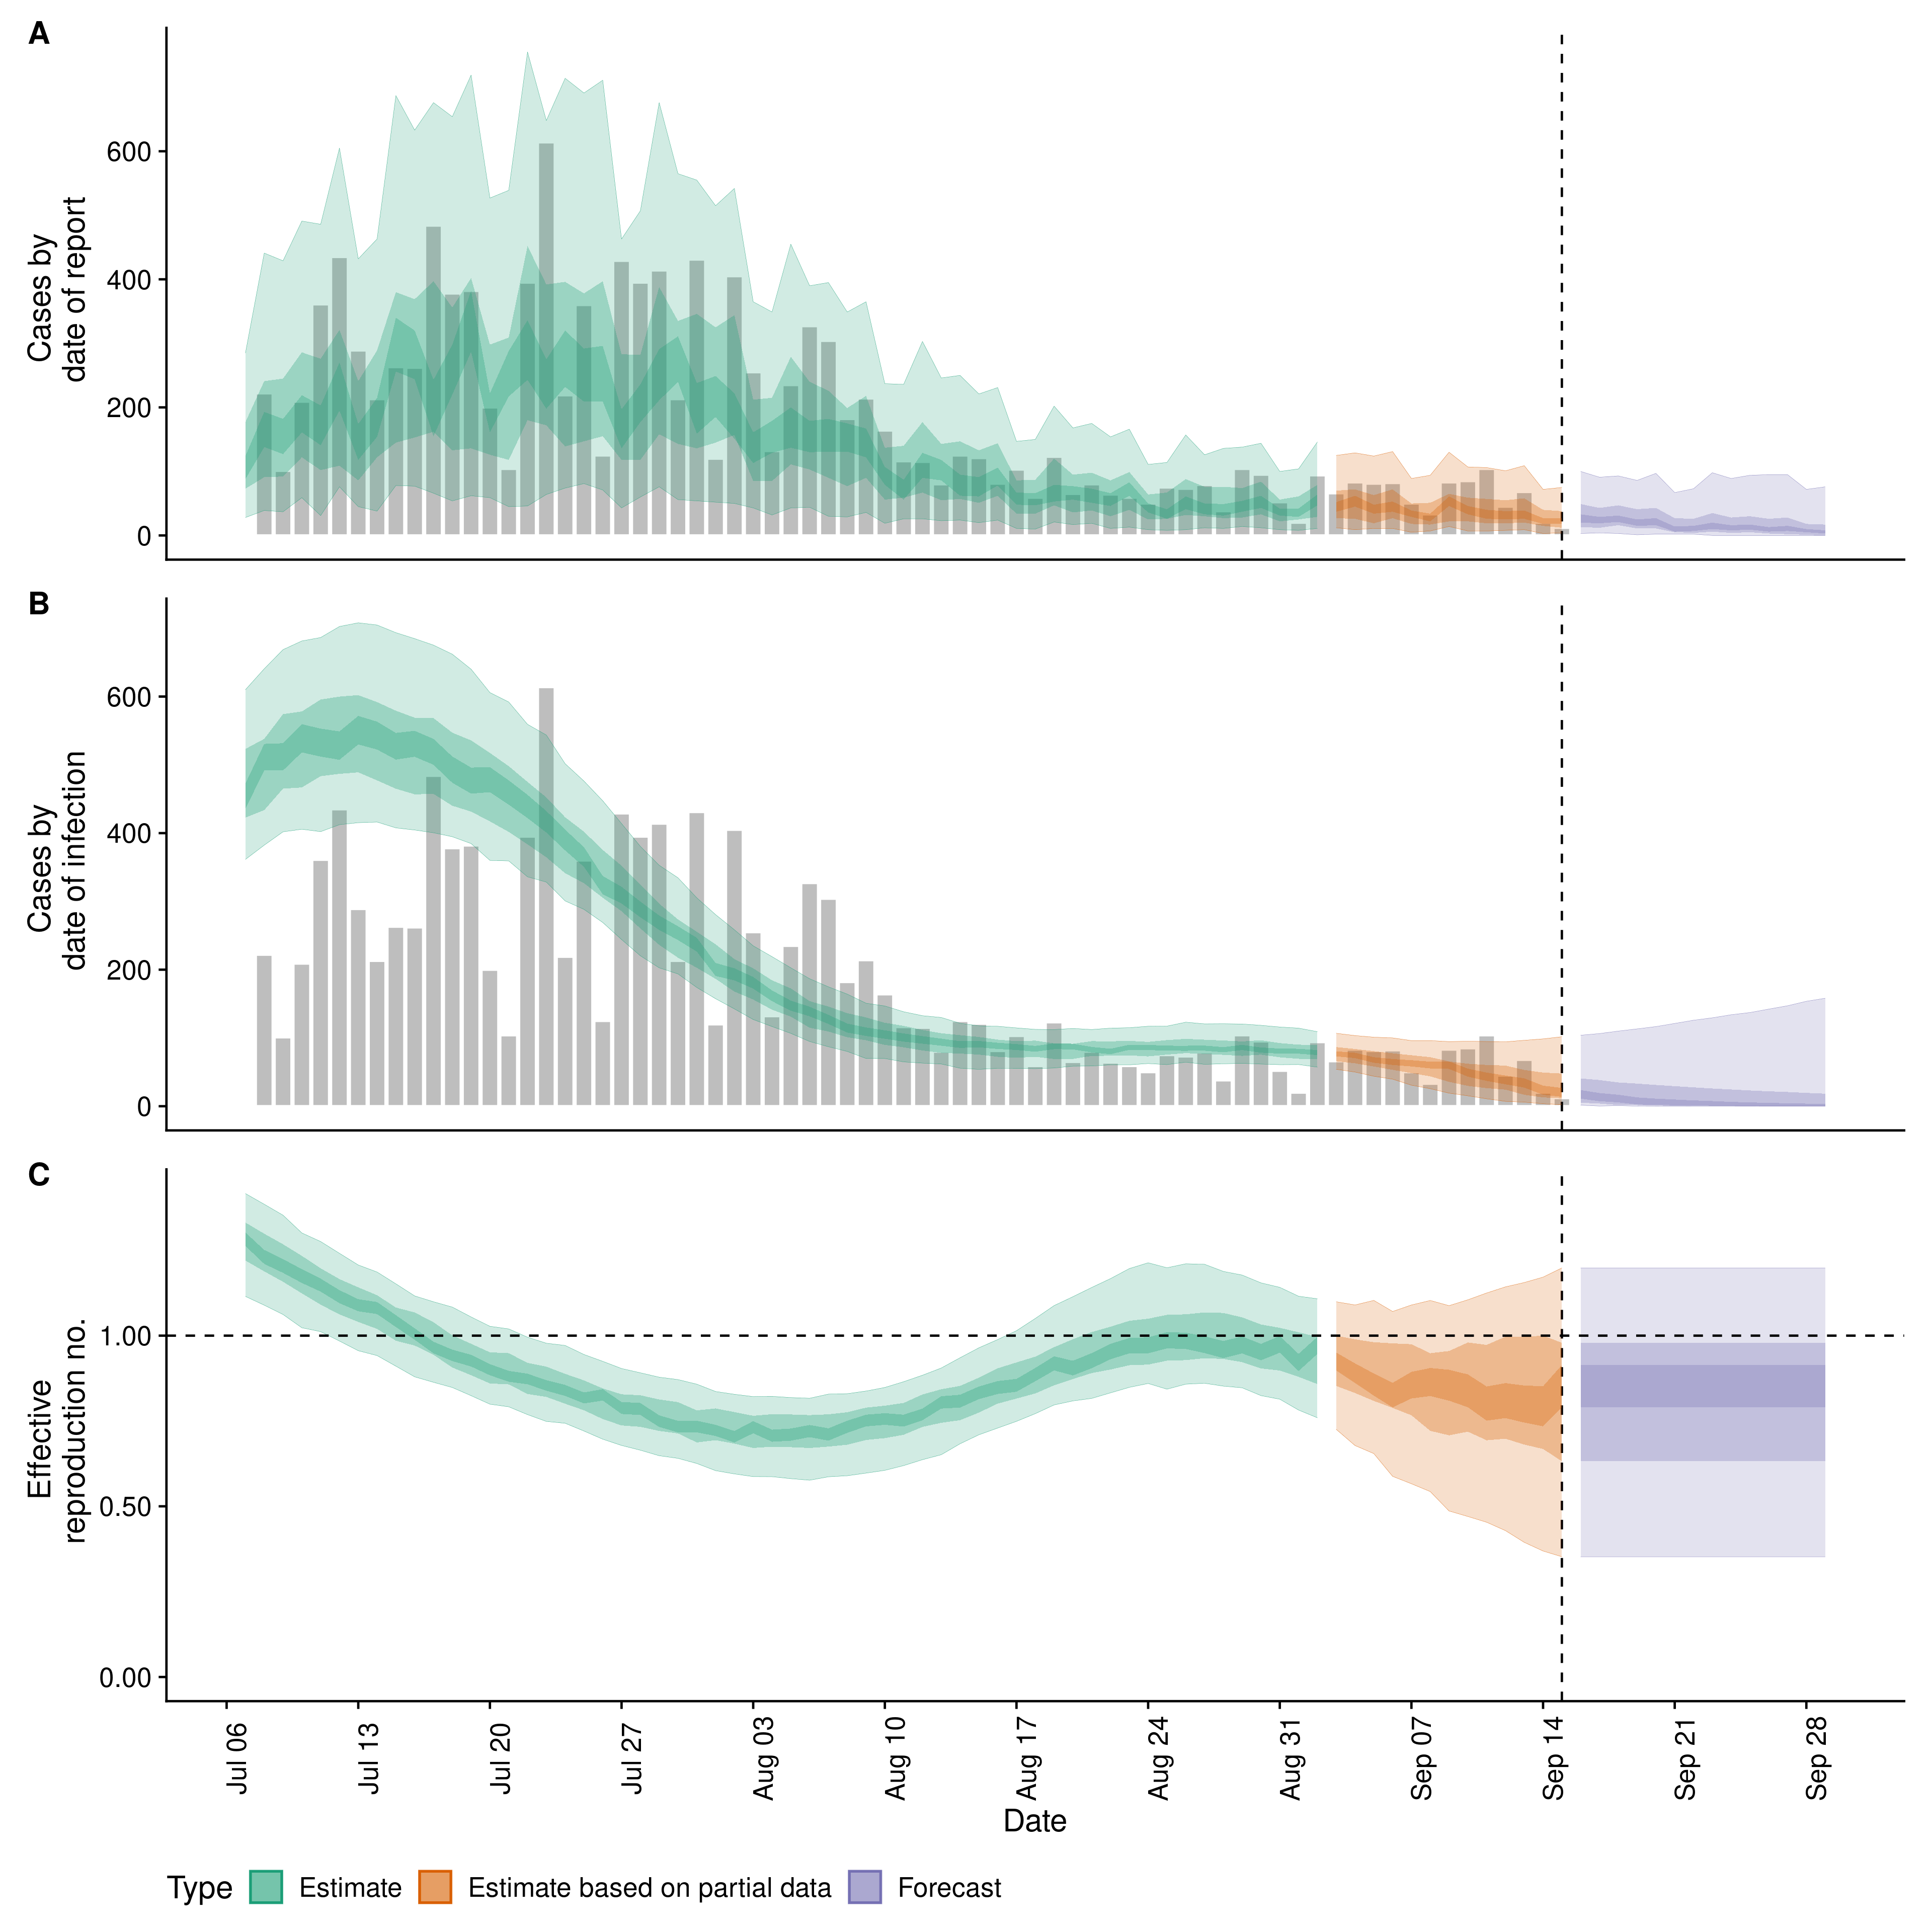 A
Cases by
date of report
600
400
200
0
B
Cases by
date of infection
600
400
200
0
C
Effective
reproduction no.
1.00
0.50
0.00
Jul 06
Jul 13
Jul 20
Jul 27
Aug 03
Aug 10
Aug 17
Aug 24
Aug 31
Sep 07
Sep 14
Sep 21
Sep 28
Date
Type Estimate Estimate based on partial data Forecast